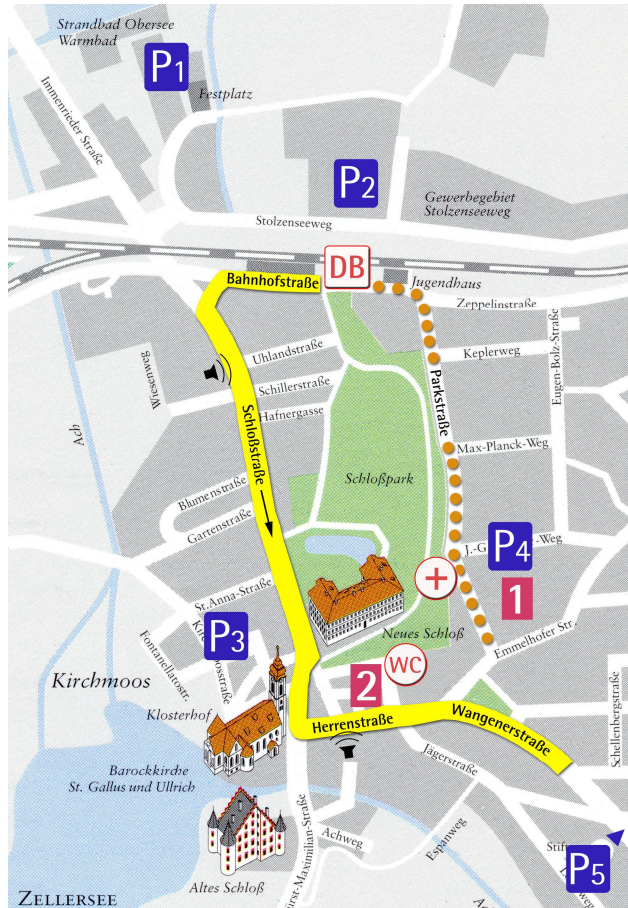 Strandbad Obersee
Warmbad
P1
Festplatz
Immenrieder Straße
P2
Gewerbegebiet
Stolzenseeweg
Stolzenseeweg
DB
Jugendhaus
Bahnhofstraße
Zeppelinstraße
Uhlandstraße
Keplerweg
Eugen-Bolz-Straße
Wiesenweg
Schillerstraße
Hafnergasse
Parkstraße
Ach
Schloßstraße
Max-Planck-Weg
Schloßpark
Blumenstraße
Gartenstraße
P4
-Weg
+
1
St.Anna-Straße
Emmelhofer Str.
P3
Neues Schloß
WC
Fontanellatostr.
Kirchmoos
2
Schellenbergstraße
Klosterhof
Herrenstraße
Wangenerstraße
Jägerstraße
Barockkirche
St. Gallus und Ullrich
Achweg
Espanweg
P5
Altes Schloß
ZELLERSEE